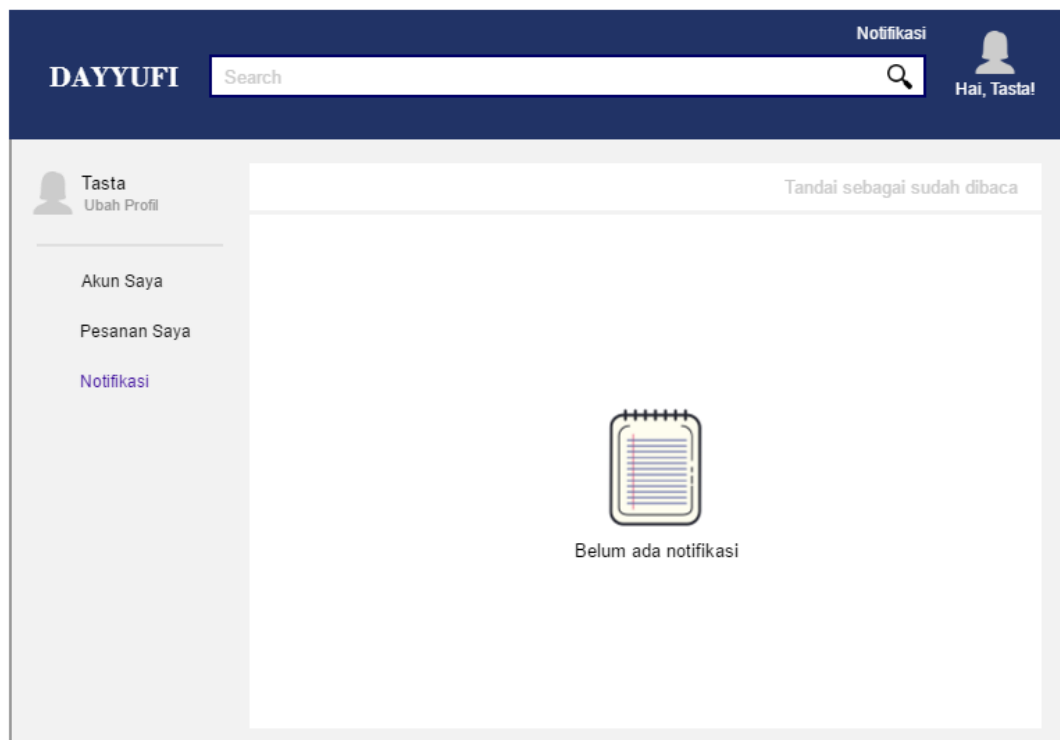 Notifikasi
DAYYUFI
Search
Hai, Tasta!
Tasta
Ubah Profil
Akun Saya
Pesanan Saya
Notifikasi
Tandai sebagai sudah dibaca
Belum ada notifikasi